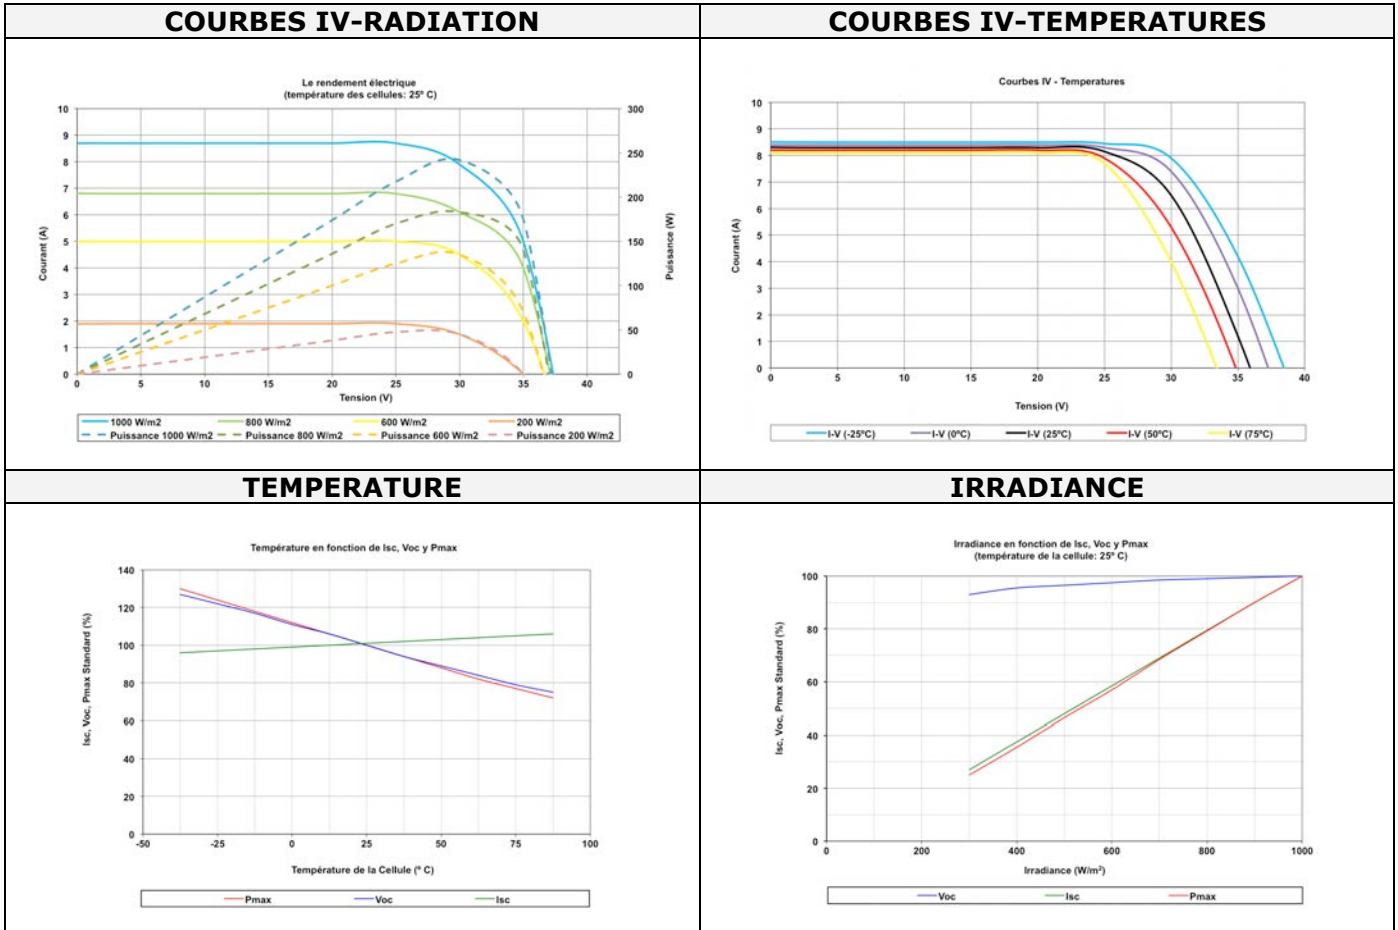 COURBES IV-RADIATION
Le rendement électrique
(température des cellules: 25º C)
10
9
8
7
6
5
4
3
2
1
0
300
250
200
150
100
50
0
0 5 10 15 20 25 30 35 40
Courant (A)
Puissance (W)
Tension (V)
1000 W/m2 800 W/m2 600 W/m2 200 W/m2
Puissance 1000 W/m2 Puissance 800 W/m2 Puissance 600 W/m2 Puissance 200 W/m2
COURBES IV-TEMPERATURES
Courbes IV - Temperatures
10
9
8
7
6
5
4
3
2
1
0
0 5 10 15 20 25 30 35 40
Courant (A)
Tension (V)
I-V (-25ºC) I-V (0ºC) I-V (25ºC) I-V (50ºC) I-V (75ºC)
TEMPERATURE
Température en fonction de Isc, Voc y Pmax
140
120
100
80
60
40
20
0
-50 -25 0 25 50 75 100
Isc, Voc, Pmax Standard (%)
Température de la Cellule (º C)
Pmax Voc Isc
IRRADIANCE
Irradiance en fonction de Isc, Voc y Pmax
(température de la cellule: 25º C)
100
80
60
40
20
0
0 200 400 600 800 1000
Isc, Voc, Pmax Standard (%)
Irradiance (W/m²)
Voc Isc Pmax